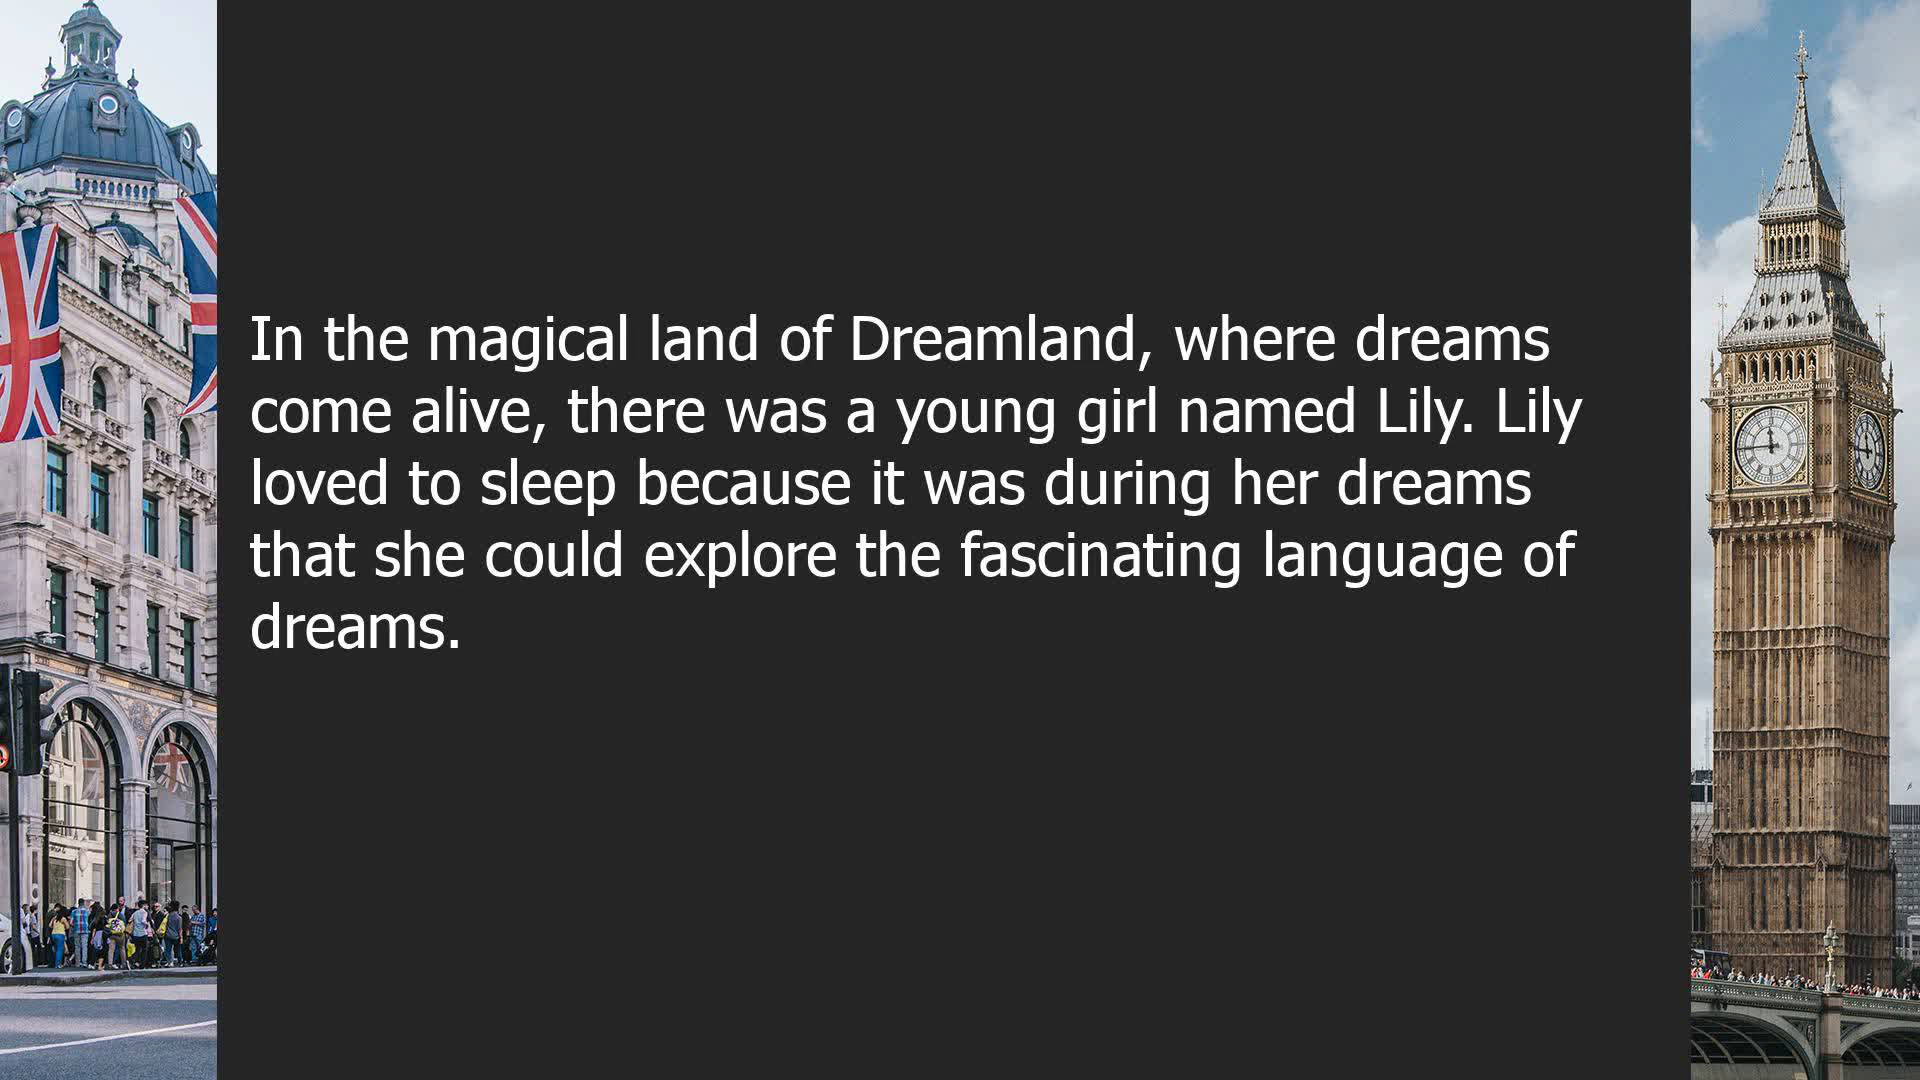 In the magical land of Dreamland, where dreams
come alive, there was a young girl named Lily. Lily
loved to sleep because it was during her dreams
that she could explore the fascinating language of
dreams.